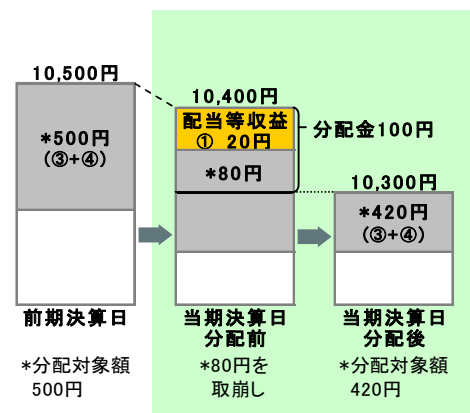 10,500円
*500円
(③+④)
前期決算日
*分配対象額
500円
10,400円
配当等収益
① 20円
*80円
分配金100円
当期決算日
分配前
*80円を
取崩し
10,300円
*420円
(③+④)
当期決算日
分配後
*分配対象額
420円